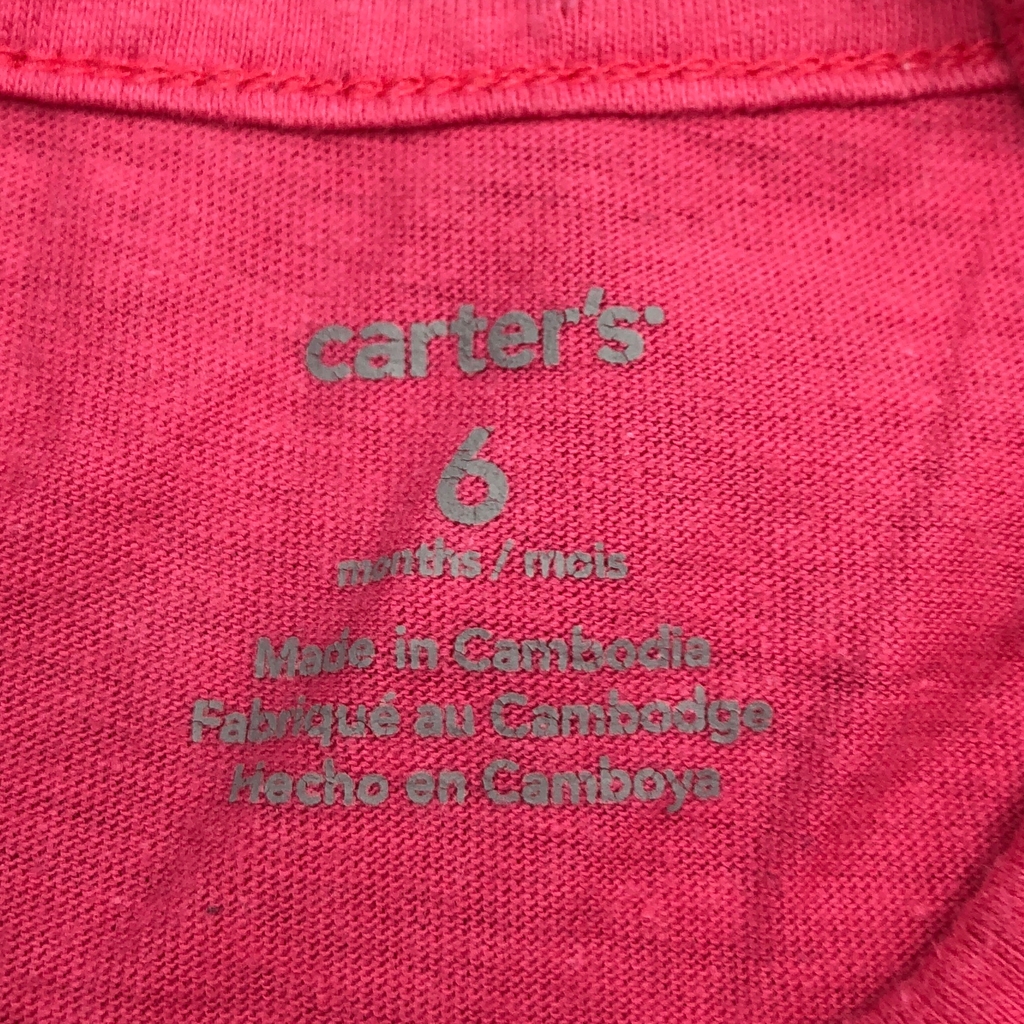 carter's
6
months / mois
Made in Cambodia
Fabriqué au Cambodge
Hecho en Camboya